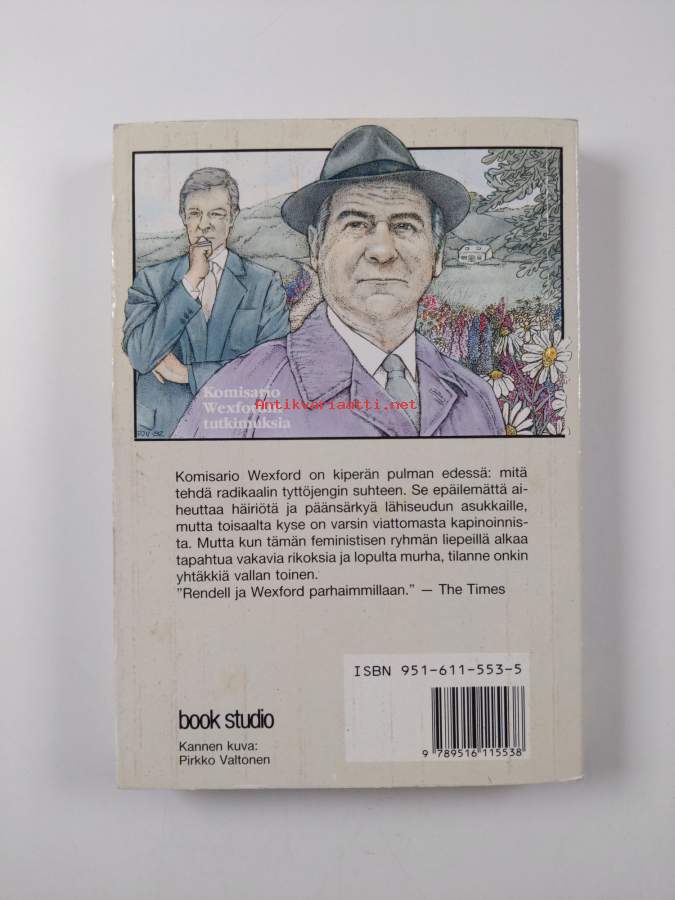 Komisario
Wexfordin
tutkimuksia
Antikvariaatti.net
Komisario Wexford on kiperän pulman edessä: mitä
tehdä radikaalin tyttöjengin suhteen. Se epäilemättä ai-
heuttaa häiriötä ja päänsärkyä lähiseudun asukkaille,
mutta toisaalta kyse on varsin viattomasta kapinoinnis-
ta. Mutta kun tämän feministisen ryhmän liepeillä alkaa
tapahtua vakavia rikoksia ja lopulta murha, tilanne onkin
yhtäkkiä vallan toinen.
”Rendell ja Wexford parhaimmillaan.” — The Times
ISBN 951-611-553-5
9 789516 115538
book studio
Kannen kuva:
Pirkko Valtonen